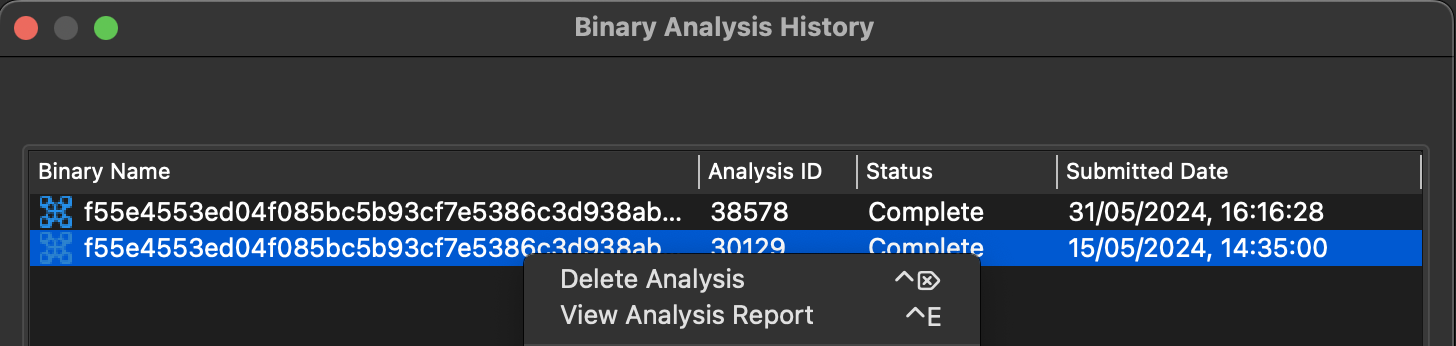 Binary Analysis History
Binary Name Analysis ID Status Submitted Date
f55e4553ed04f085bc5b93cf7e5386c3d938ab... 38578 Complete 31/05/2024, 16:16:28
f55e4553ed04f085bc5b93cf7e5386c3d938ab 30129 Complete 15/05/2024, 14:35:00
Delete Analysis ^⌦
View Analysis Report ^E